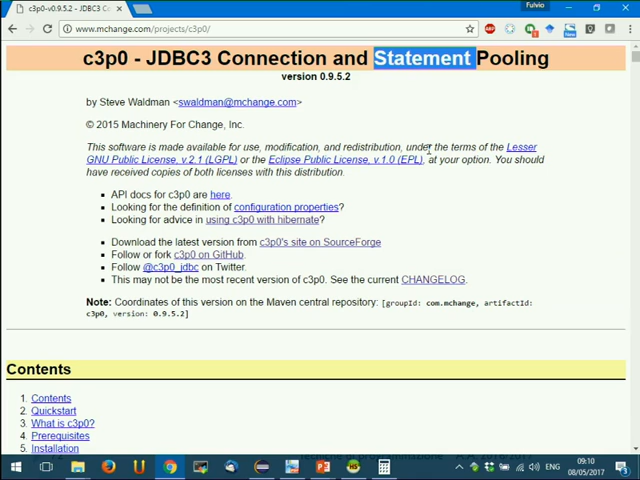 c3p0-v0.9.5.2 - JDBC3 Co
Fulvio
www.mchange.com/projects/c3p0/
c3p0 - JDBC3 Connection and Statement Pooling
version 0.9.5.2
by Steve Waldman <swaldman@mchange.com>
© 2015 Machinery For Change, Inc.
This software is made available for use, modification, and redistribution, under the terms of the Lesser
GNU Public License, v.2.1 (LGPL) or the Eclipse Public License, v.1.0 (EPL), at your option. You should
have received copies of both licenses with this distribution.
API docs for c3p0 are here.
Looking for the definition of configuration properties?
Looking for advice in using c3p0 with hibernate?
Download the latest version from c3p0's site on SourceForge
Follow or fork c3p0 on GitHub.
Follow @c3p0_jdbc on Twitter.
This may not be the most recent version of c3p0. See the current CHANGELOG.
Note: Coordinates of this version on the Maven central repository: [groupId: com.mchange, artifactId:
c3p0, version: 0.9.5.2]
Contents
1. Contents
2. Quickstart
3. What is c3p0?
4. Prerequisites
5. Installation
ENG
09:10
08/05/2017